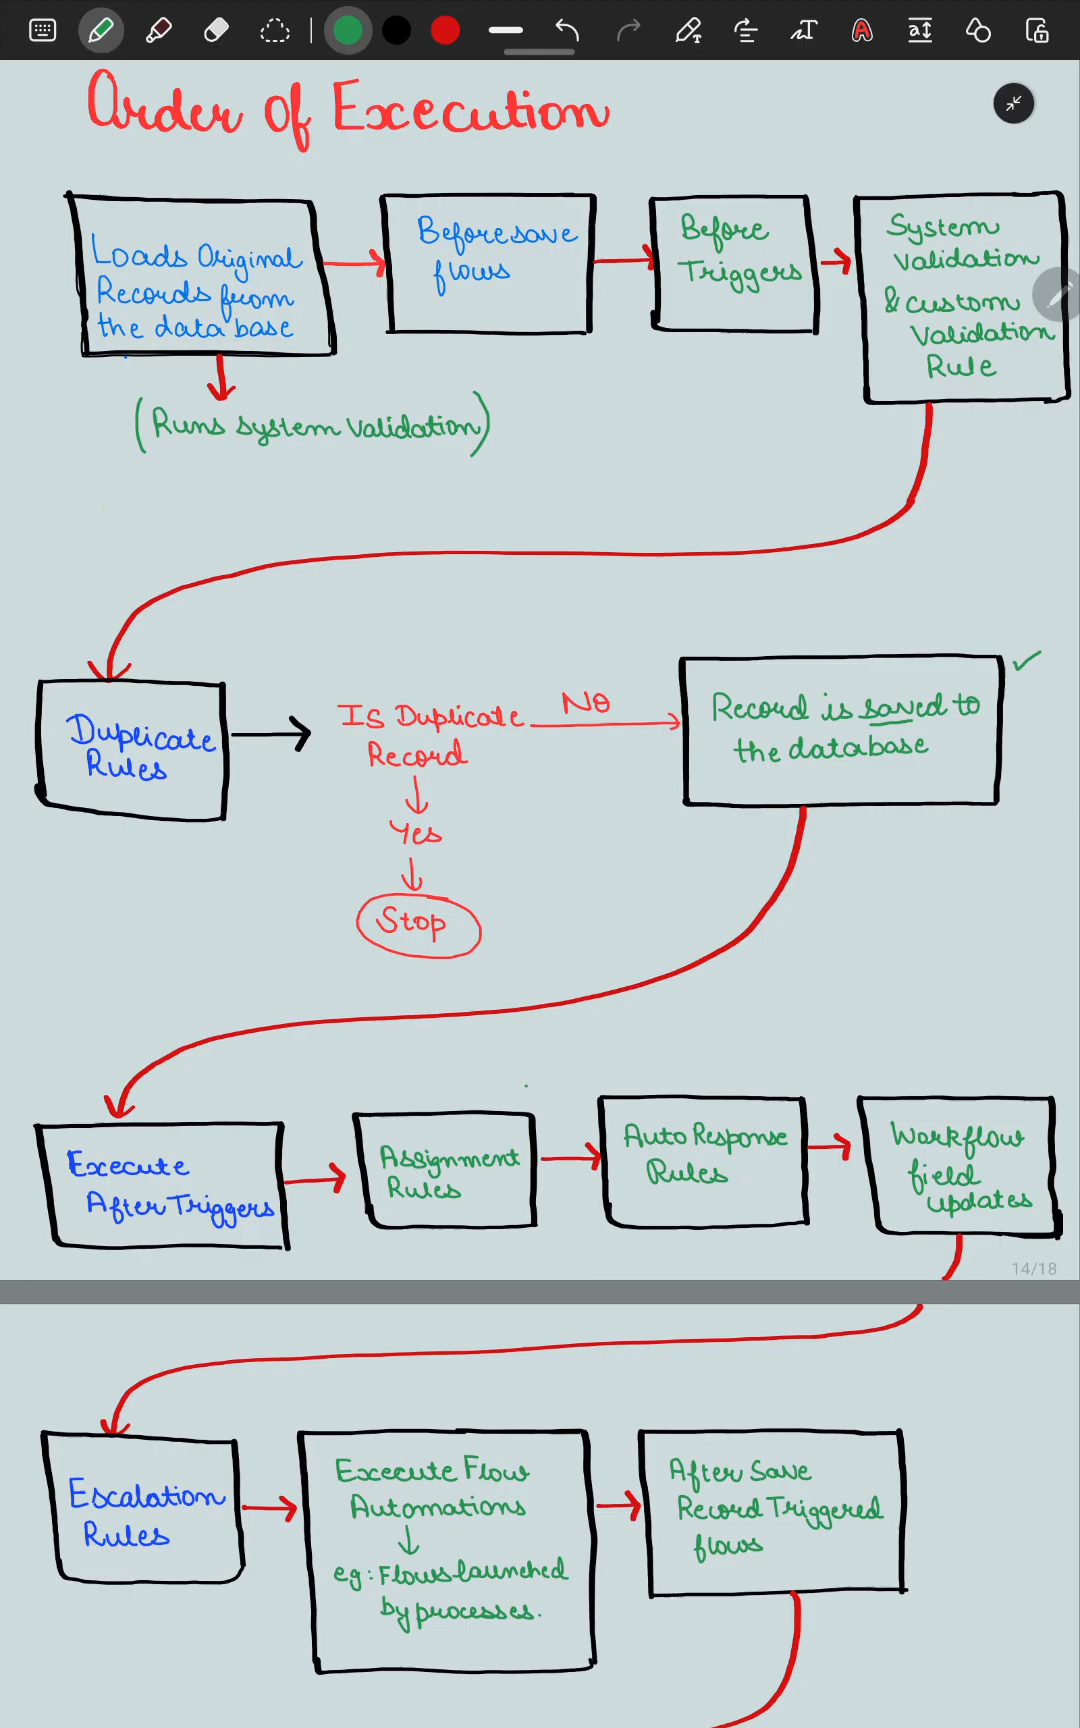 Order of Execution
Loads Original
Records from
the database
(Runs system validation)
Before save
flows
Before
Triggers
System
validation
& custom
Validation
Rule
Duplicate
Rules
Is Duplicate
Record
No
Yes
Stop
Record is saved to
the database
Execute
After Triggers
Assignment
Rules
Auto Response
Rules
Workflow
field
updates
14/18
Escalation
Rules
Execute Flow
Automations
eg: Flows launched
by processes.
After Save
Record Triggered
flows